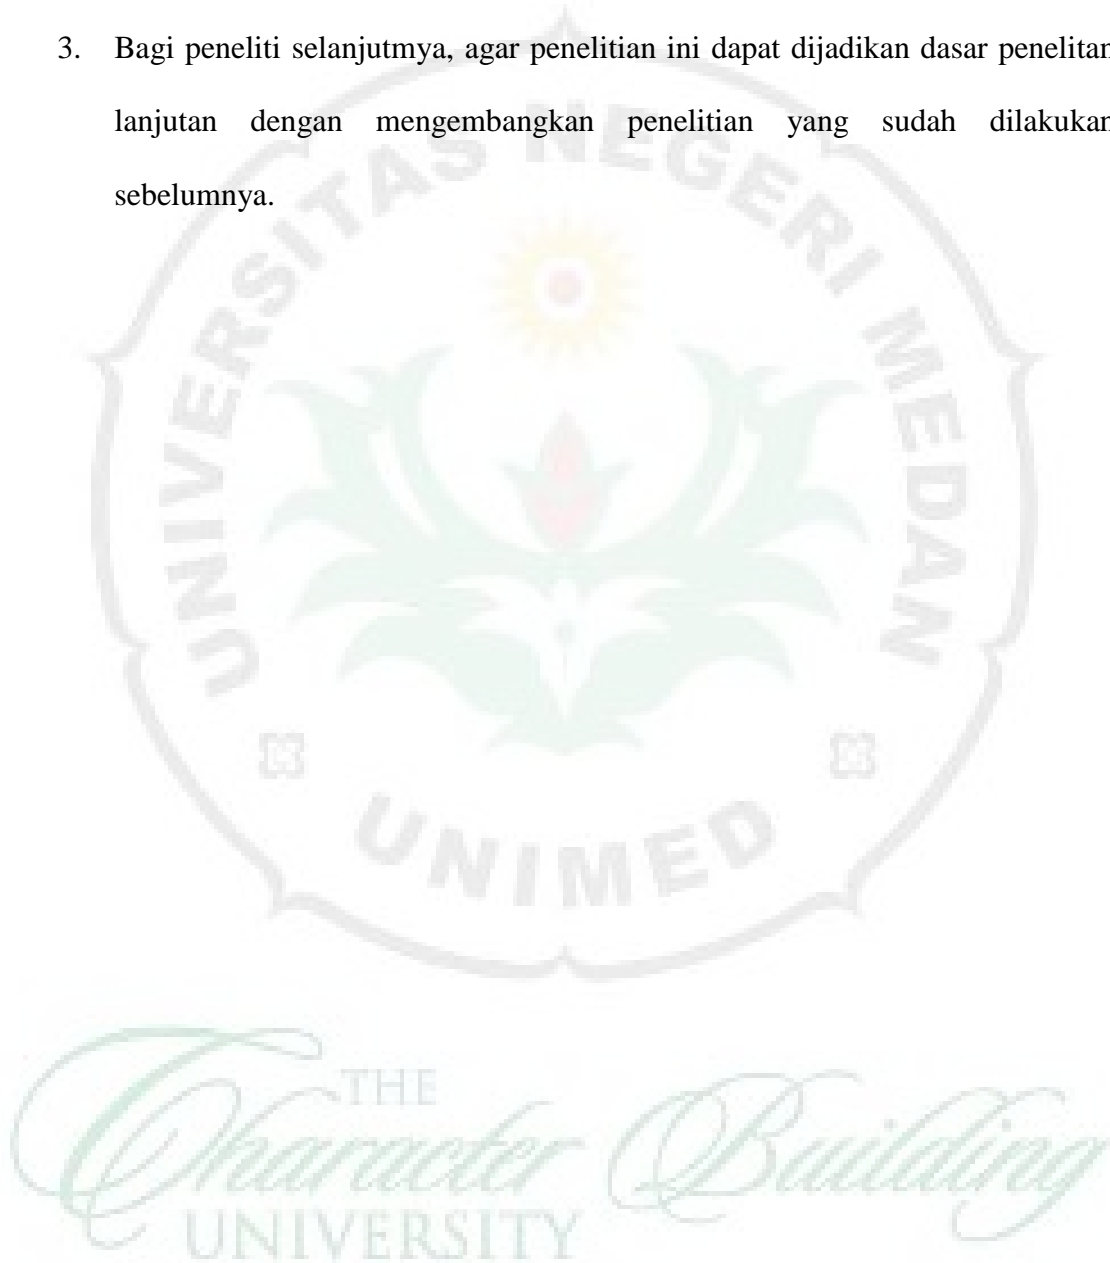 3. Bagi peneliti selanjutmya, agar penelitian ini dapat dijadikan dasar penelitan
lanjutan dengan mengembangkan penelitian yang sudah dilakukan
sebelumnya.
UNIVERSITAS NEGERI MEDAN
UNIMED
THE
Character Building
UNIVERSITY